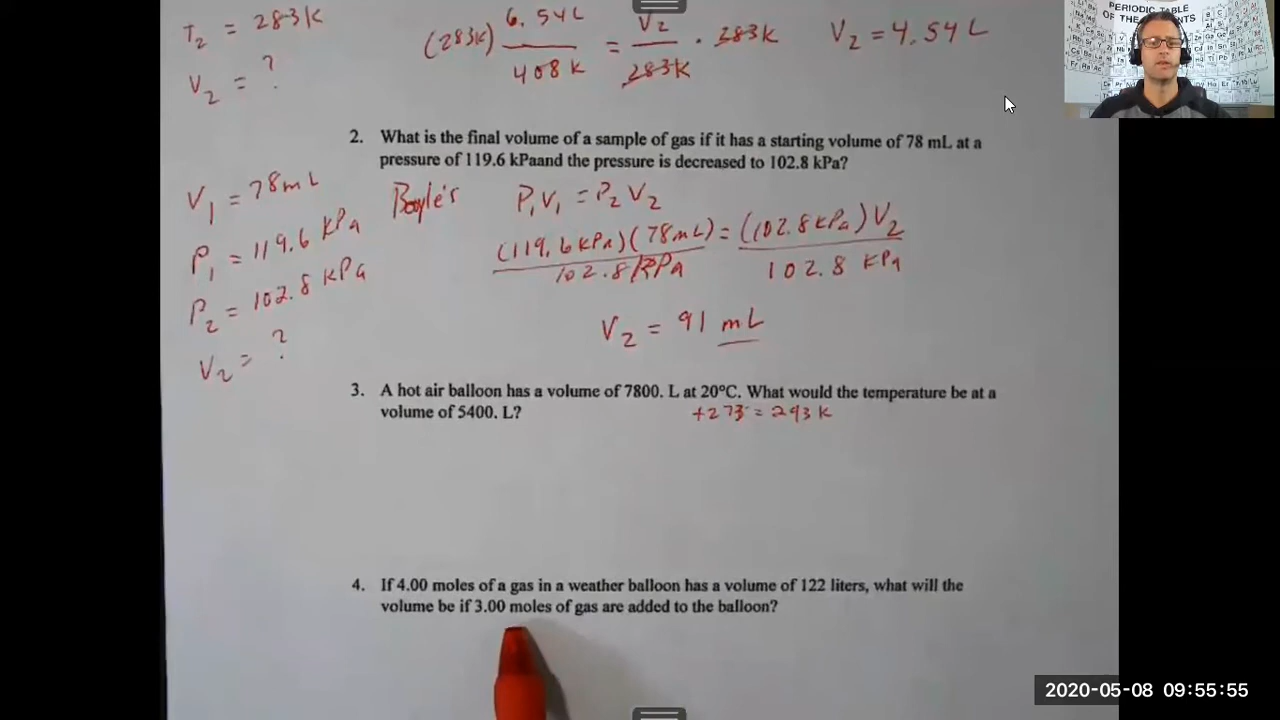 T₂ = 283K
(283K) 6.54L / 408K = V₂ / 283K · 283K
V₂ = 4.54L
V₂ = ?
PERIODIC TABLE
OF THE ELEMENTS
2. What is the final volume of a sample of gas if it has a starting volume of 78 mL at a
pressure of 119.6 kPaand the pressure is decreased to 102.8 kPa?
V₁ = 78mL
P₁ = 119.6 kPa
P₂ = 102.8 kPa
V₂ = ?
Boyle's
P₁V₁ = P₂V₂
(119.6kPa)(78mL) = (102.8kPa)V₂
102.8kPa 102.8 kPa
V₂ = 91 mL
3. A hot air balloon has a volume of 7800. L at 20°C. What would the temperature be at a
volume of 5400. L?
+273 = 293K
4. If 4.00 moles of a gas in a weather balloon has a volume of 122 liters, what will the
volume be if 3.00 moles of gas are added to the balloon?
2020-05-08 09:55:55